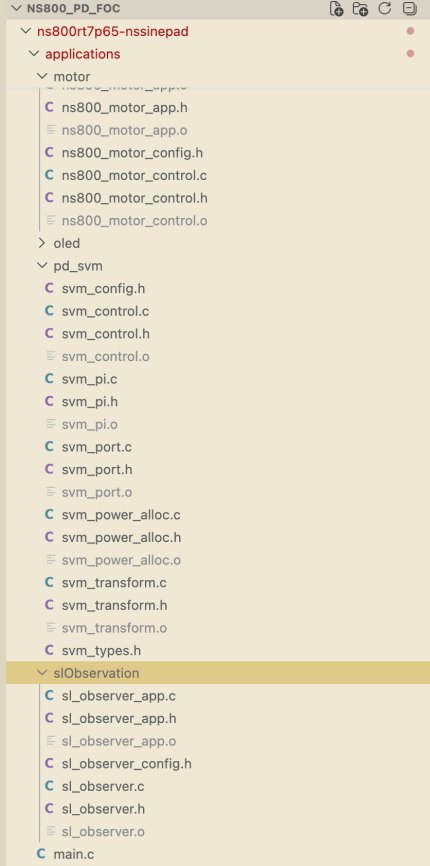 NS800_PD_FOC
ns800rt7p65-nssinepad
applications
motor
ns800_motor_app.c
C ns800_motor_app.h
ns800_motor_app.o
C ns800_motor_config.h
C ns800_motor_control.c
C ns800_motor_control.h
ns800_motor_control.o
oled
pd_svm
C svm_config.h
C svm_control.c
C svm_control.h
svm_control.o
C svm_pi.c
C svm_pi.h
svm_pi.o
C svm_port.c
C svm_port.h
svm_port.o
C svm_power_alloc.c
C svm_power_alloc.h
svm_power_alloc.o
C svm_transform.c
C svm_transform.h
svm_transform.o
C svm_types.h
slObservation
C sl_observer_app.c
C sl_observer_app.h
sl_observer_app.o
C sl_observer_config.h
C sl_observer.c
C sl_observer.h
sl_observer.o
C main.c